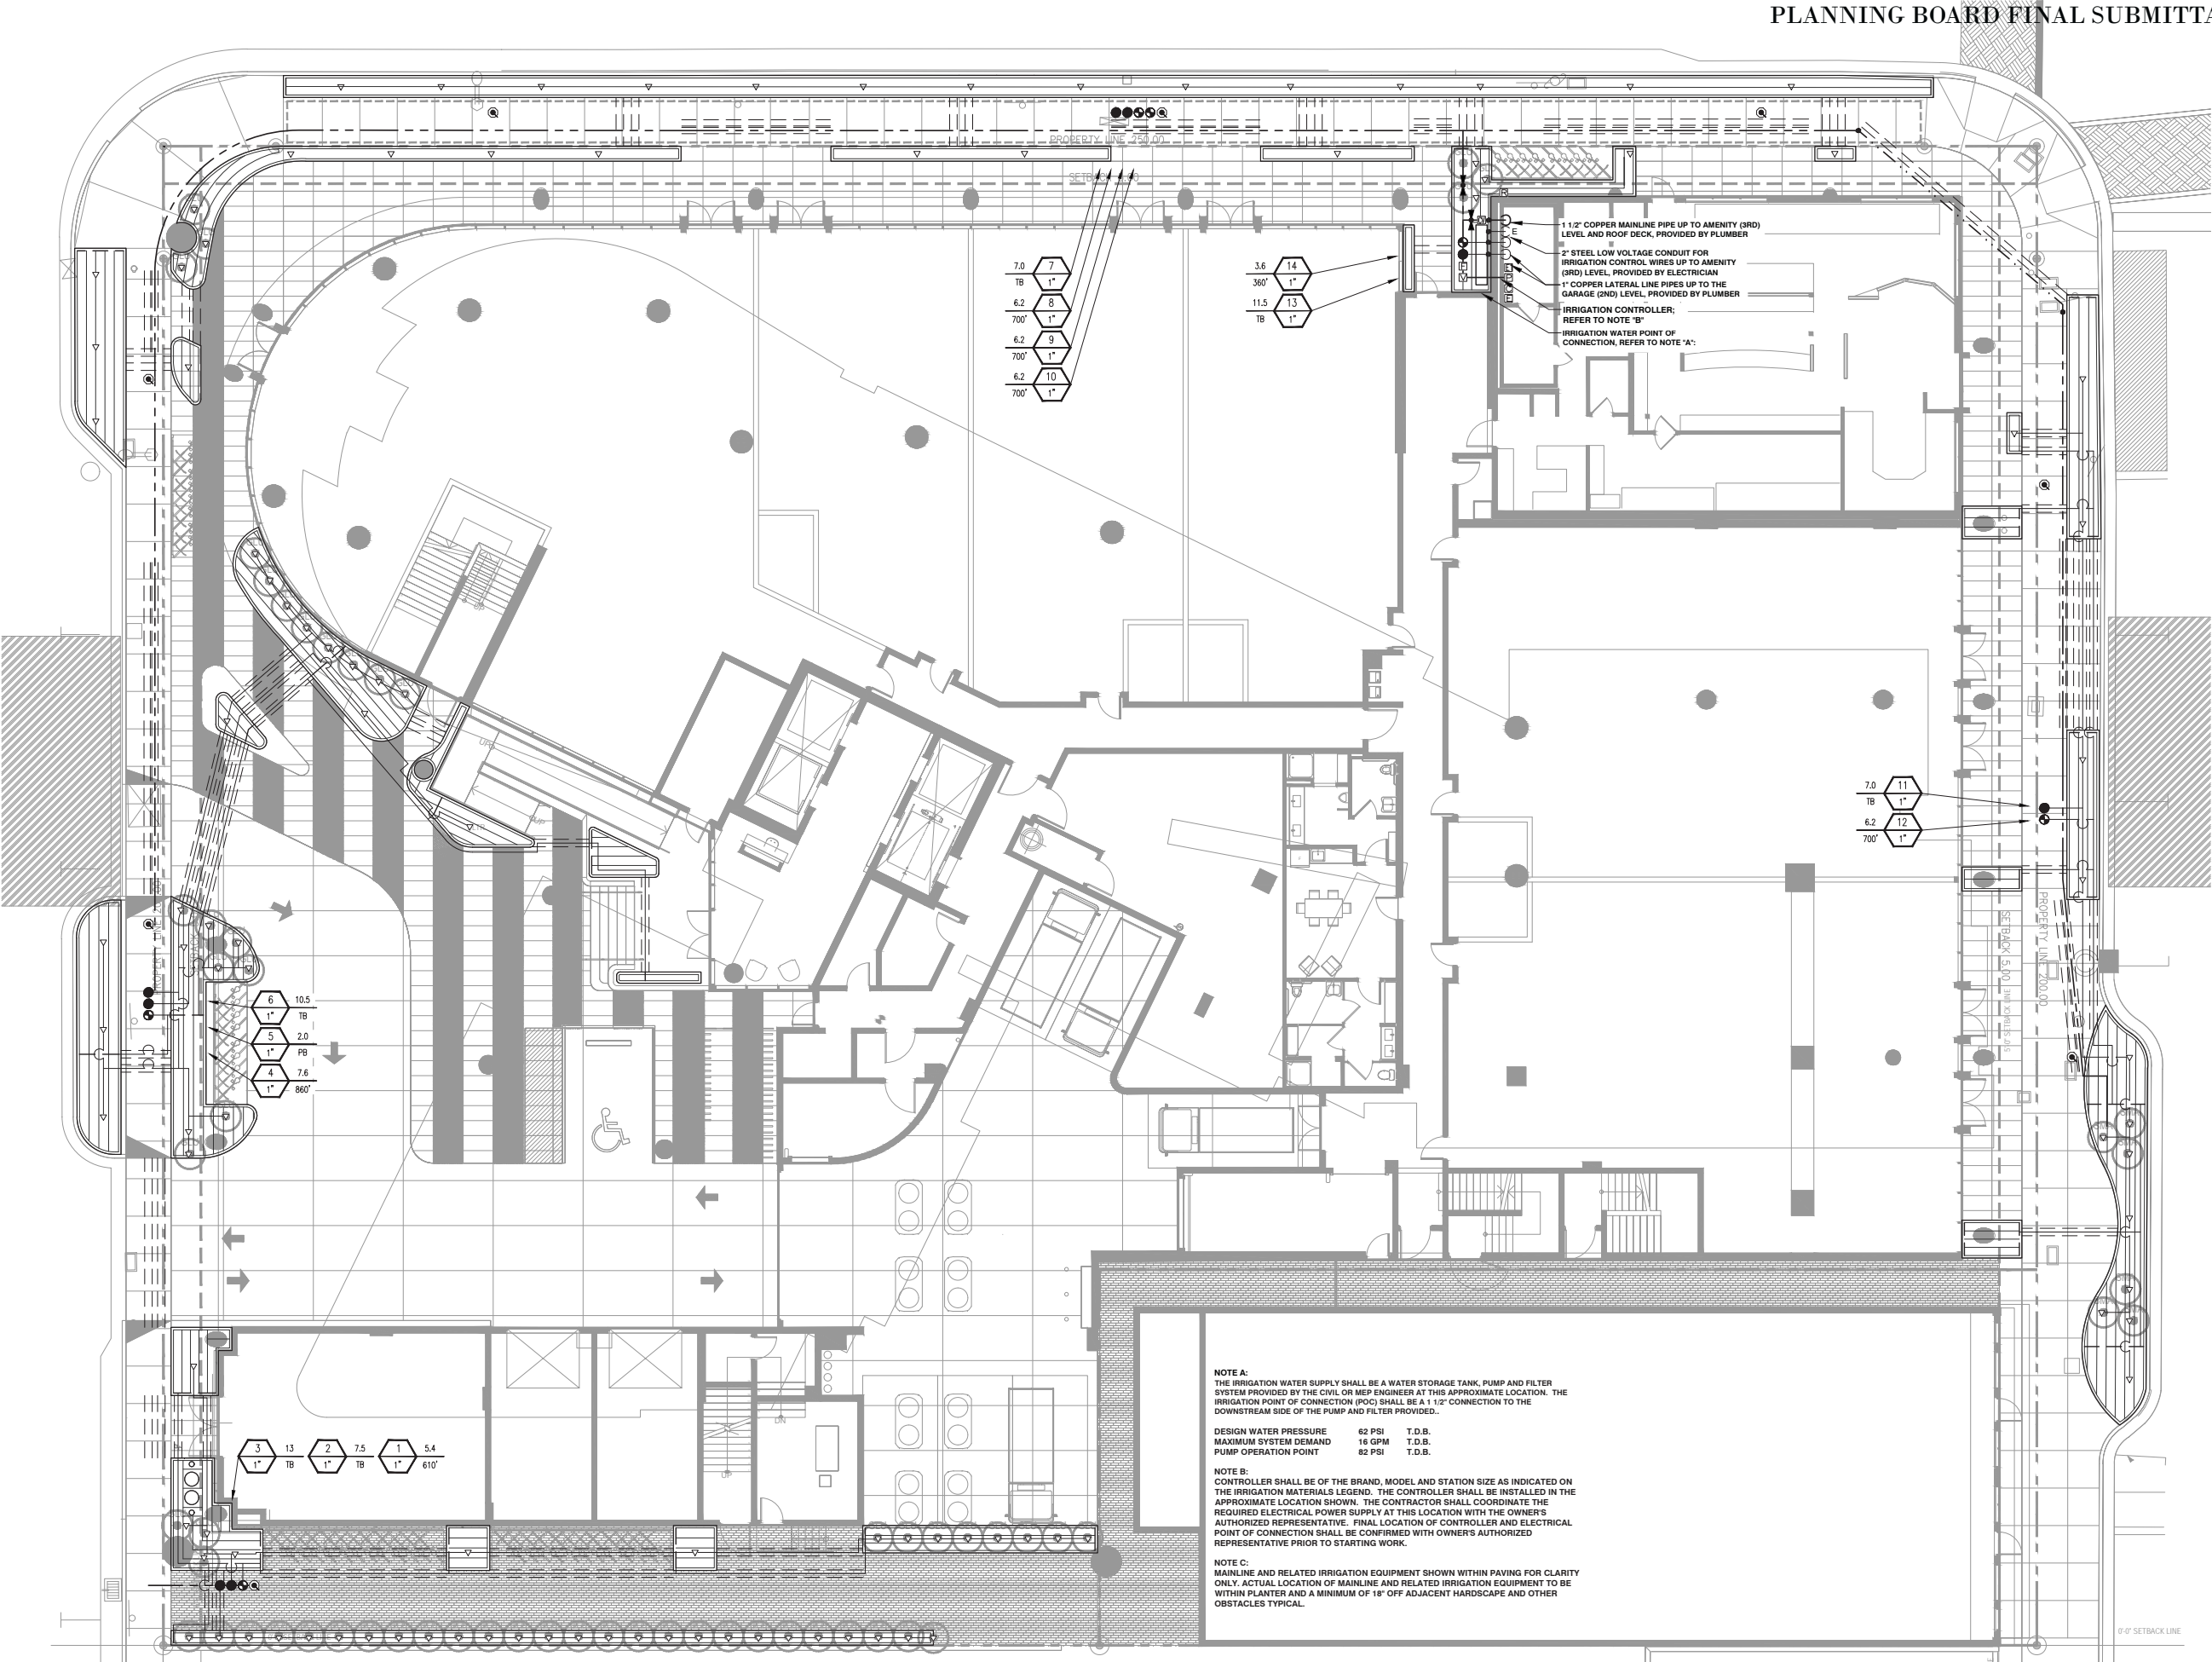 PLANNING BOARD FINAL SUBMITTA
PROPERTY LINE 250.00
1 1/2" COPPER MAINLINE PIPE UP TO AMENITY (3RD)
LEVEL AND ROOF DECK, PROVIDED BY PLUMBER
E
2" STEEL LOW VOLTAGE CONDUIT FOR
IRRIGATION CONTROL WIRES UP TO AMENITY
(3RD) LEVEL, PROVIDED BY ELECTRICIAN
1" COPPER LATERAL LINE PIPES UP TO THE
GARAGE (2ND) LEVEL, PROVIDED BY PLUMBER
IRRIGATION CONTROLLER;
REFER TO NOTE "B"
IRRIGATION WATER POINT OF
CONNECTION, REFER TO NOTE "A":
7.0 7
TB 1"
6.2 8
700' 1"
6.2 9
700' 1"
6.2 10
700' 1"
3.6 14
360' 1"
11.5 13
TB 1"
7.0 11
TB 1"
6.2 12
700' 1"
PROPERTY LINE 200.00
SETBACK 5.00
5'0" SETBACK LINE
6 10.5
1" TB
5 2.0
1" PB
4 7.6
1" 860'
3 13 2 7.5 1 5.4
1" TB 1" TB 1" 610'
UP
DN
NOTE A:
THE IRRIGATION WATER SUPPLY SHALL BE A WATER STORAGE TANK, PUMP AND FILTER
SYSTEM PROVIDED BY THE CIVIL OR MEP ENGINEER AT THIS APPROXIMATE LOCATION. THE
IRRIGATION POINT OF CONNECTION (POC) SHALL BE A 1 1/2" CONNECTION TO THE
DOWNSTREAM SIDE OF THE PUMP AND FILTER PROVIDED..
DESIGN WATER PRESSURE 62 PSI T.D.B.
MAXIMUM SYSTEM DEMAND 16 GPM T.D.B.
PUMP OPERATION POINT 82 PSI T.D.B.
NOTE B:
CONTROLLER SHALL BE OF THE BRAND, MODEL AND STATION SIZE AS INDICATED ON
THE IRRIGATION MATERIALS LEGEND. THE CONTROLLER SHALL BE INSTALLED IN THE
APPROXIMATE LOCATION SHOWN. THE CONTRACTOR SHALL COORDINATE THE
REQUIRED ELECTRICAL POWER SUPPLY AT THIS LOCATION WITH THE OWNER'S
AUTHORIZED REPRESENTATIVE. FINAL LOCATION OF CONTROLLER AND ELECTRICAL
POINT OF CONNECTION SHALL BE CONFIRMED WITH OWNER'S AUTHORIZED
REPRESENTATIVE PRIOR TO STARTING WORK.
NOTE C:
MAINLINE AND RELATED IRRIGATION EQUIPMENT SHOWN WITHIN PAVING FOR CLARITY
ONLY. ACTUAL LOCATION OF MAINLINE AND RELATED IRRIGATION EQUIPMENT TO BE
WITHIN PLANTER AND A MINIMUM OF 18" OFF ADJACENT HARDSCAPE AND OTHER
OBSTACLES TYPICAL.
0'-0" SETBACK LINE